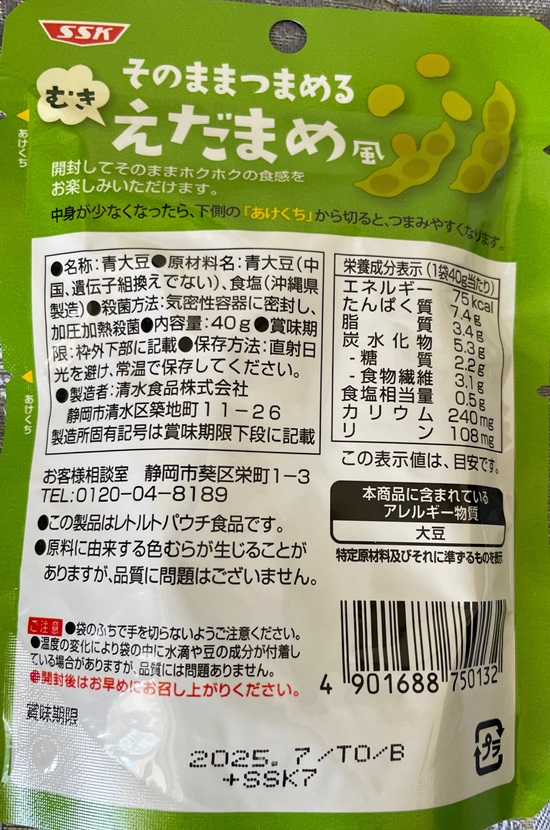 SSK
そのままつまめる
むき
えだまめ風
あけくち
開封してそのままホクホクの食感を
お楽しみいただけます。
中身が少なくなったら、下側の「あけくち」から切ると、つまみやすくなります。
●名称:青大豆●原材料名:青大豆(中
国、遺伝子組換えでない)、食塩(沖縄県
製造)●殺菌方法:気密性容器に密封し、
加圧加熱殺菌●内容量:40g●賞味期
限:枠外下部に記載●保存方法:直射日
光を避け、常温で保存してください。
●製造者:清水食品株式会社
静岡市清水区築地町11-26
製造所固有記号は賞味期限下段に記載
あけくち
栄養成分表示(1袋40g当たり)
エネルギー 75kcal
たんぱく質 7.4g
脂質 3.4g
炭水化物 5.3g
-糖質 2.2g
-食物繊維 3.1g
食塩相当量 0.5g
カリウム 240mg
リン 108mg
この表示値は、目安です。
お客様相談室 静岡市葵区栄町1-3
TEL:0120-04-8189
●この製品はレトルトパウチ食品です。
●原料に由来する色むらが生じることが
ありますが、品質に問題はございません。
本商品に含まれている
アレルギー物質
大豆
特定原材料及びそれに準ずるものを表示
ご注意 ●袋のふちで手を切らないようご注意ください。
●温度の変化により袋の中に水滴や豆の成分が付着し
ている場合がありますが、品質には問題ありません。
●開封後はお早めにお召し上がりください。
4 901688 750132
賞味期限
2025.7/TO/B
+SSK7
プラ